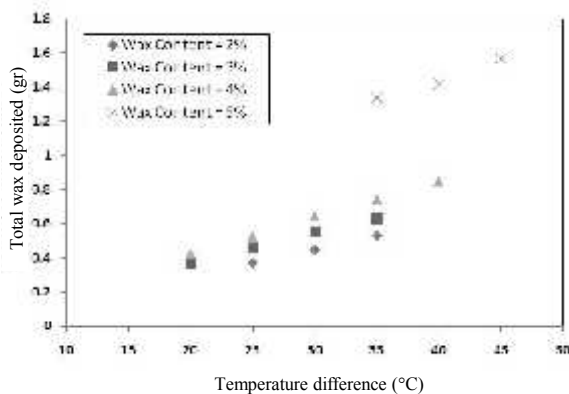 1.8
1.6
1.4
1.2
1
0.8
0.6
0.4
0.2
0
Total wax deposited (gr)
Wax Content = 2%
Wax Content = 3%
Wax Content = 4%
Wax Content = 5%
10 15 20 25 30 35 40 45 50
Temperature difference (°C)